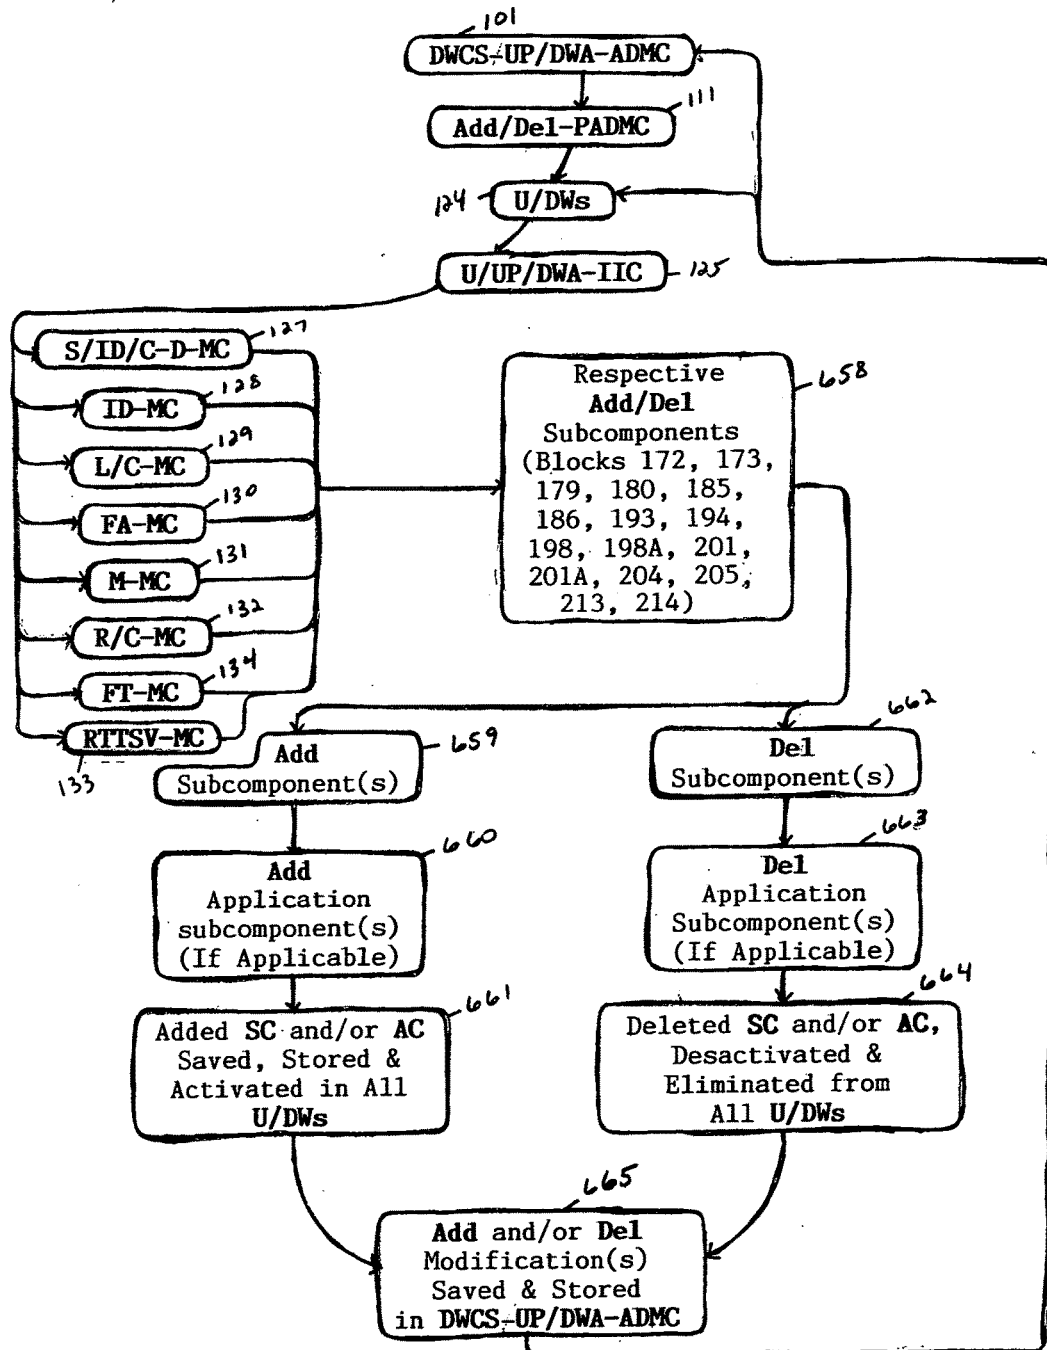 101
DWCS-UP/DWA-ADMC
111
Add/Del-PADMC
124
U/DWs
U/UP/DWA-IIC
125
127
S/ID/C-D-MC
128
ID-MC
129
L/C-MC
130
FA-MC
131
M-MC
132
R/C-MC
134
FT-MC
RTTSV-MC
133
658
Respective
Add/Del
Subcomponents
(Blocks 172, 173,
179, 180, 185,
186, 193, 194,
198, 198A, 201,
201A, 204, 205,
213, 214)
659
Add
Subcomponent(s)
662
Del
Subcomponent(s)
660
Add
Application
subcomponent(s)
(If Applicable)
663
Del
Application
Subcomponent(s)
(If Applicable)
661
Added SC and/or AC
Saved, Stored &
Activated in All
U/DWs
664
Deleted SC and/or AC,
Desactivated &
Eliminated from
All U/DWs
665
Add and/or Del
Modification(s)
Saved & Stored
in DWCS-UP/DWA-ADMC